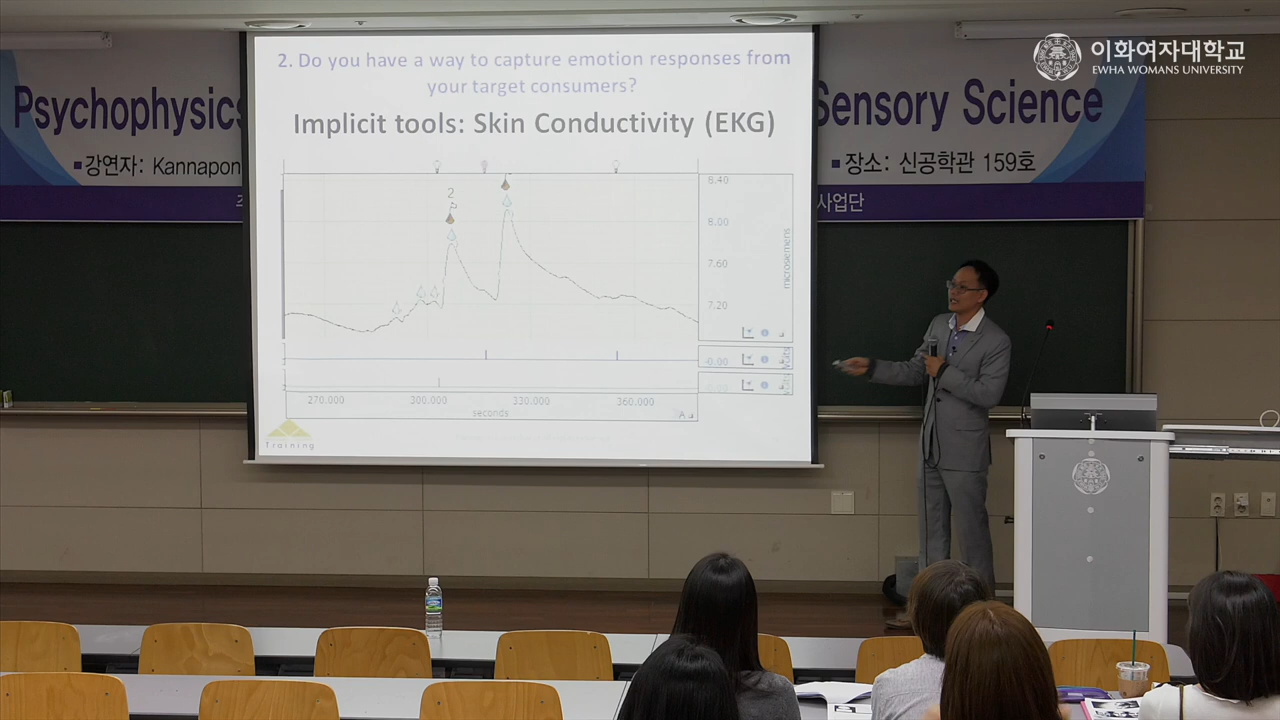 이화여자대학교
EWHA WOMANS UNIVERSITY
2. Do you have a way to capture emotion responses from
your target consumers?
Implicit tools: Skin Conductivity (EKG)
Psychophysics
Sensory Science
▪강연자: Kannapon
▪장소: 신공학관 159호
사업단
8.40
2
8.00
7.60
7.20
microsiemens
-0.00
270.000
300.000
330.000
360.000
seconds
Training